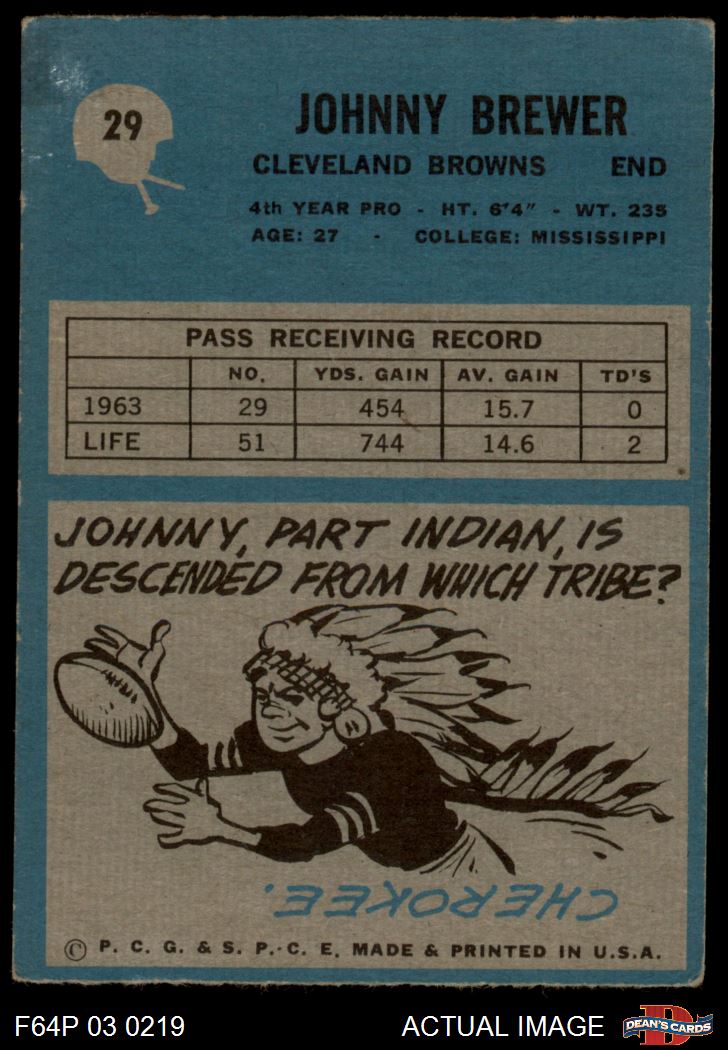 29
JOHNNY BREWER
CLEVELAND BROWNS END
4th YEAR PRO - HT. 6'4" - WT. 235
AGE: 27 - COLLEGE: MISSISSIPPI
PASS RECEIVING RECORD
NO. YDS. GAIN AV. GAIN TD'S
1963 29 454 15.7 0
LIFE 51 744 14.6 2
JOHNNY, PART INDIAN, IS
DESCENDED FROM WHICH TRIBE?
CHEROKEE.
© P. C. G. & S. P.-C. E. MADE & PRINTED IN U.S.A.
F64P 03 0219 ACTUAL IMAGE
D
DEAN'S CARDS